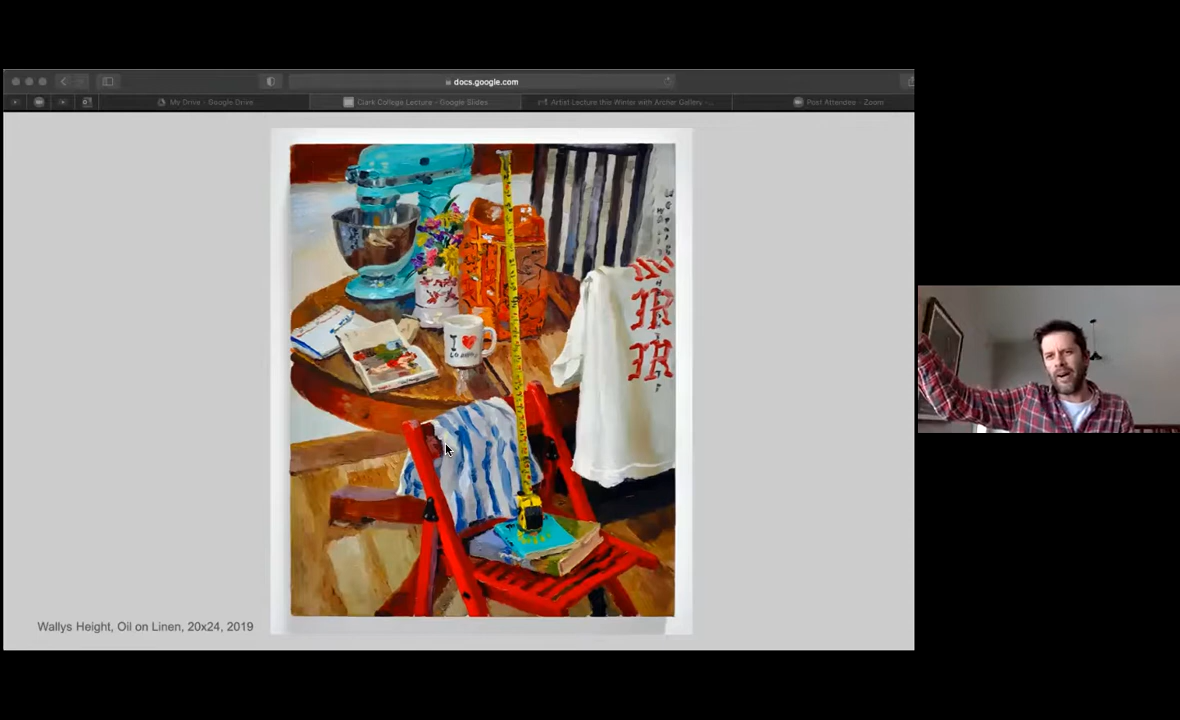 docs.google.com
My Drive - Google Drive
Clark College Lecture - Google Slides
Artist Lecture this Winter with Archer Gallery -...
Post Attendee - Zoom
I
Wallys Height, Oil on Linen, 20x24, 2019